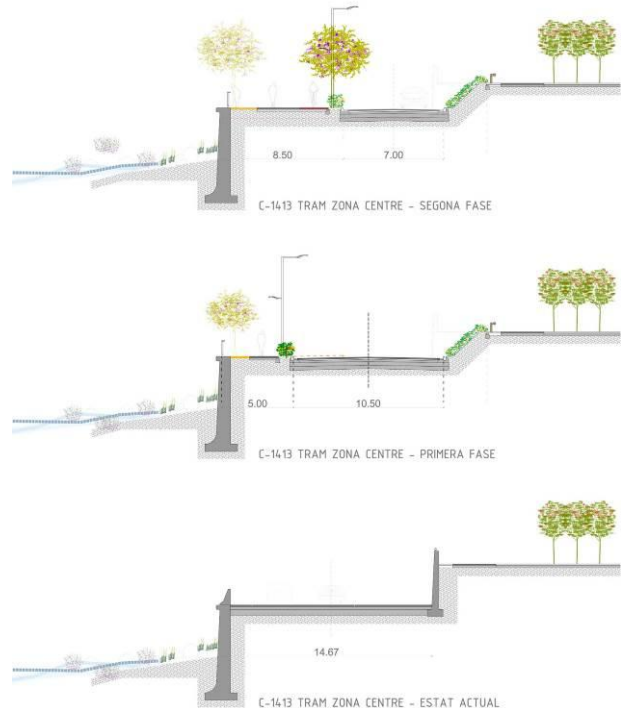 8.50 7.00
C-1413 TRAM ZONA CENTRE - SEGONA FASE
5.00 10.50
C-1413 TRAM ZONA CENTRE - PRIMERA FASE
14.67
C-1413 TRAM ZONA CENTRE - ESTAT ACTUAL